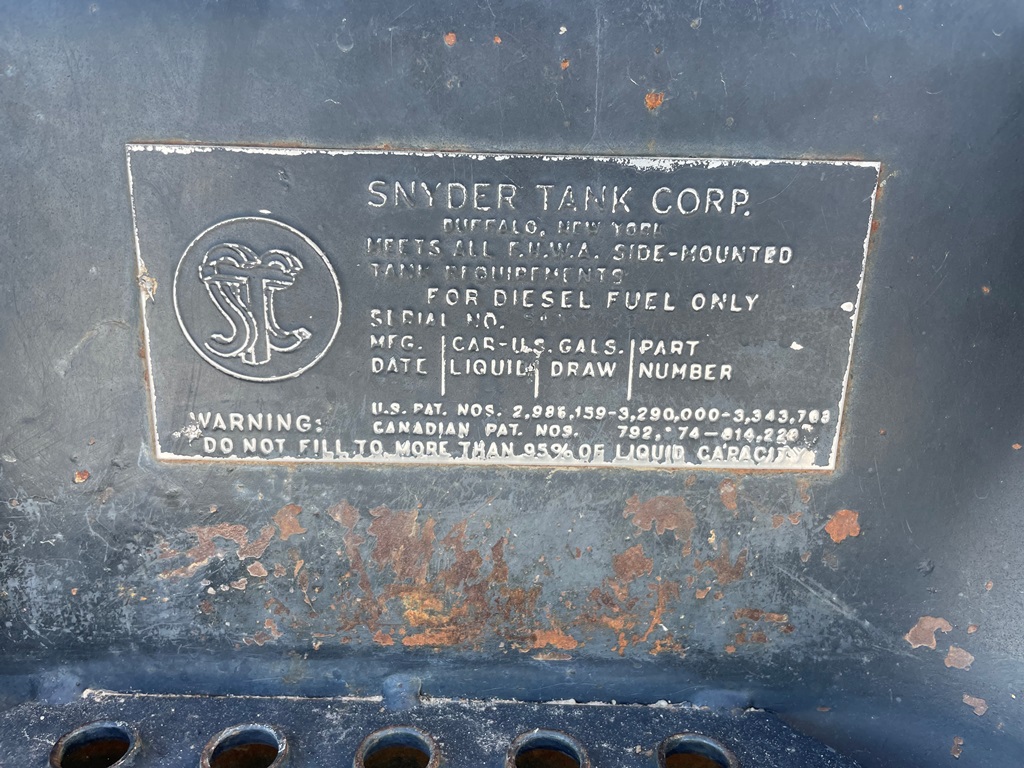 SNYDER TANK CORP.
BUFFALO, NEW YORK
MEETS ALL F.H.W.A. SIDE-MOUNTED
TANK REQUIREMENTS
FOR DIESEL FUEL ONLY
SERIAL NO.
MFG. CAP-U.S. GALS. PART
DATE LIQUID DRAW NUMBER
STC
U.S. PAT. NOS. 2,986,159-3,290,000-3,343,708
WARNING: CANADIAN PAT. NOS.
DO NOT FILL TO MORE THAN 95% OF LIQUID CAPACITY